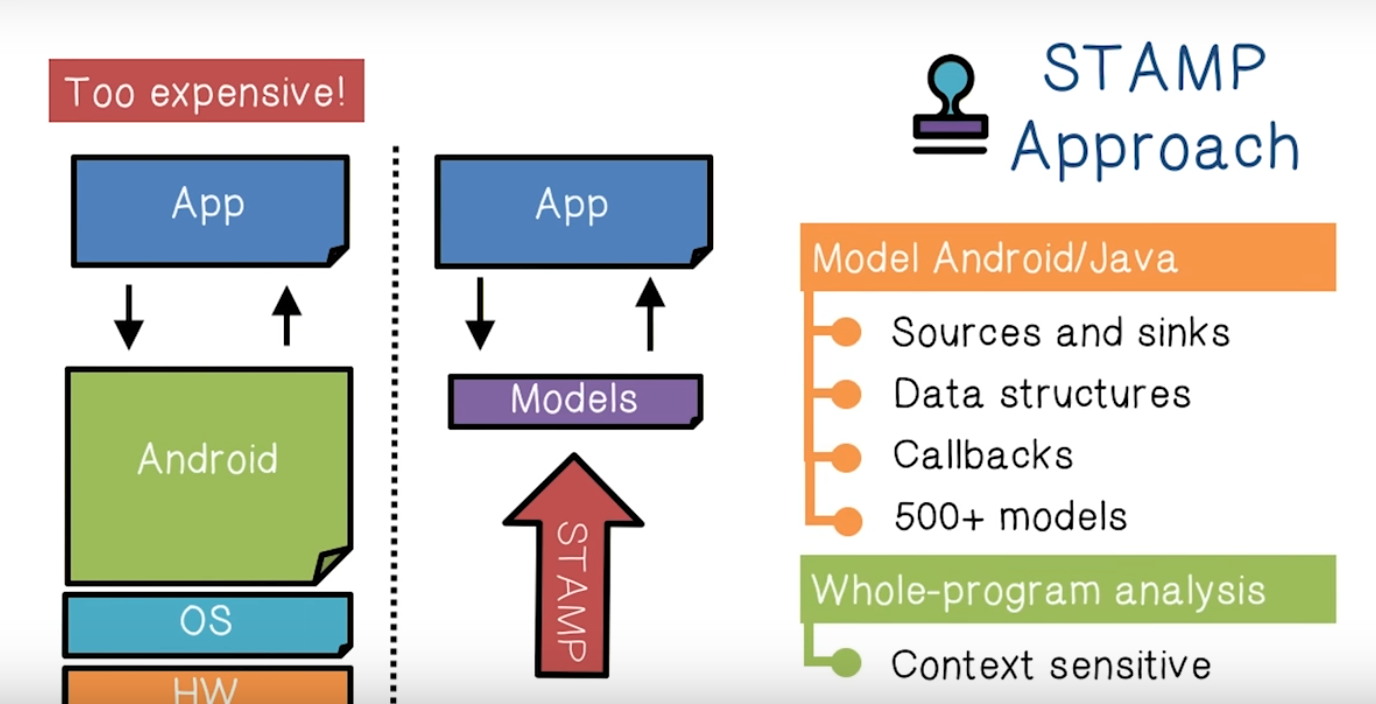 Too expensive!
App
Android
OS
HW
App
Models
STAMP
STAMP
Approach
Model Android/Java
Sources and sinks
Data structures
Callbacks
500+ models
Whole-program analysis
Context sensitive